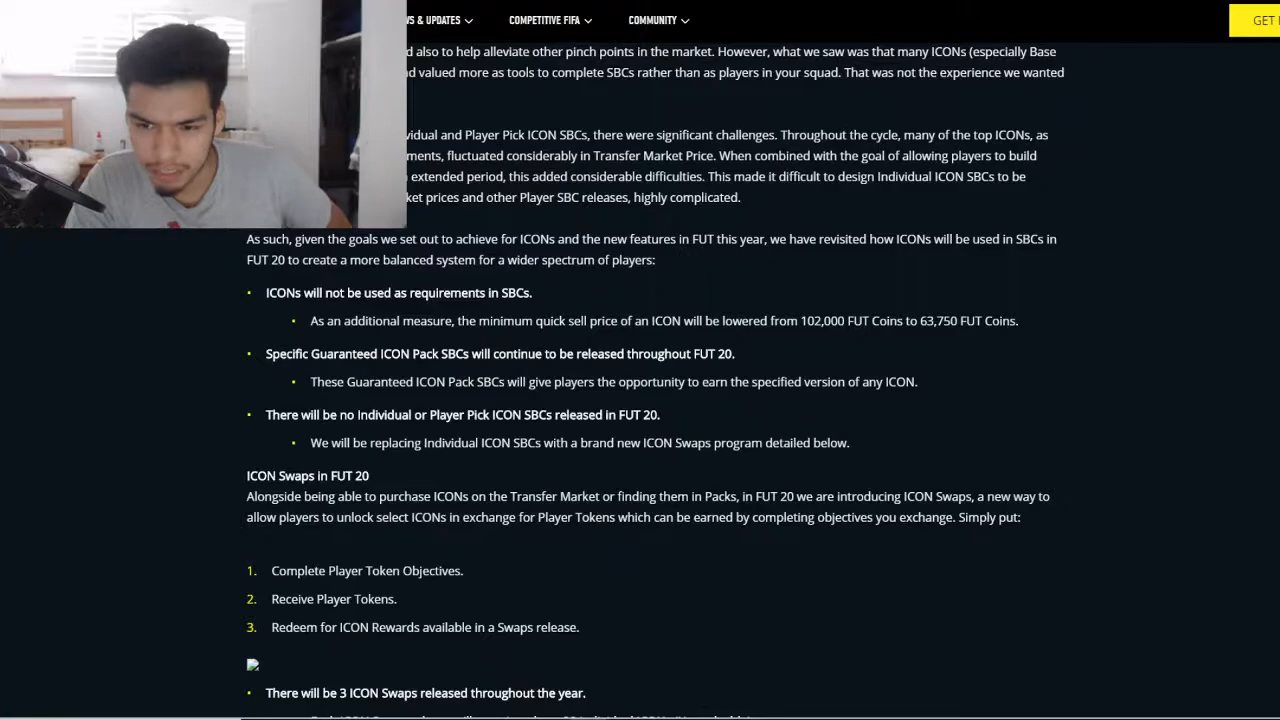 & UPDATES
COMPETITIVE FIFA
COMMUNITY
GET
also to help alleviate other pinch points in the market. However, what we saw was that many ICONs (especially Base
valued more as tools to complete SBCs rather than as players in your squad. That was not the experience we wanted
and Player Pick ICON SBCs, there were significant challenges. Throughout the cycle, many of the top ICONs, as
fluctuated considerably in Transfer Market Price. When combined with the goal of allowing players to build
extended period, this added considerable difficulties. This made it difficult to design Individual ICON SBCs to be
prices and other Player SBC releases, highly complicated.
As such, given the goals we set out to achieve for ICONs and the new features in FUT this year, we have revisited how ICONs will be used in SBCs in
FUT 20 to create a more balanced system for a wider spectrum of players:
ICONs will not be used as requirements in SBCs.
As an additional measure, the minimum quick sell price of an ICON will be lowered from 102,000 FUT Coins to 63,750 FUT Coins.
Specific Guaranteed ICON Pack SBCs will continue to be released throughout FUT 20.
These Guaranteed ICON Pack SBCs will give players the opportunity to earn the specified version of any ICON.
There will be no Individual or Player Pick ICON SBCs released in FUT 20.
We will be replacing Individual ICON SBCs with a brand new ICON Swaps program detailed below.
ICON Swaps in FUT 20
Alongside being able to purchase ICONs on the Transfer Market or finding them in Packs, in FUT 20 we are introducing ICON Swaps, a new way to
allow players to unlock select ICONs in exchange for Player Tokens which can be earned by completing objectives you exchange. Simply put:
1. Complete Player Token Objectives.
2. Receive Player Tokens.
3. Redeem for ICON Rewards available in a Swaps release.
There will be 3 ICON Swaps released throughout the year.